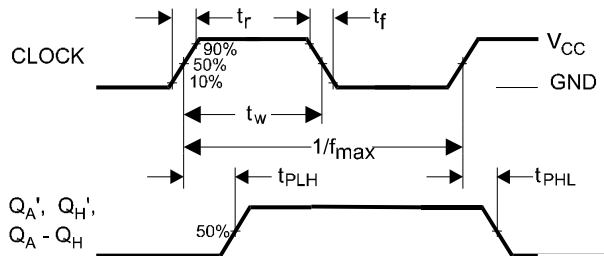 t_r t_f
CLOCK 90% V_CC
50%
10% GND
t_w
1/f_max
t_PLH t_PHL
Q_A', Q_H',
Q_A - Q_H 50%